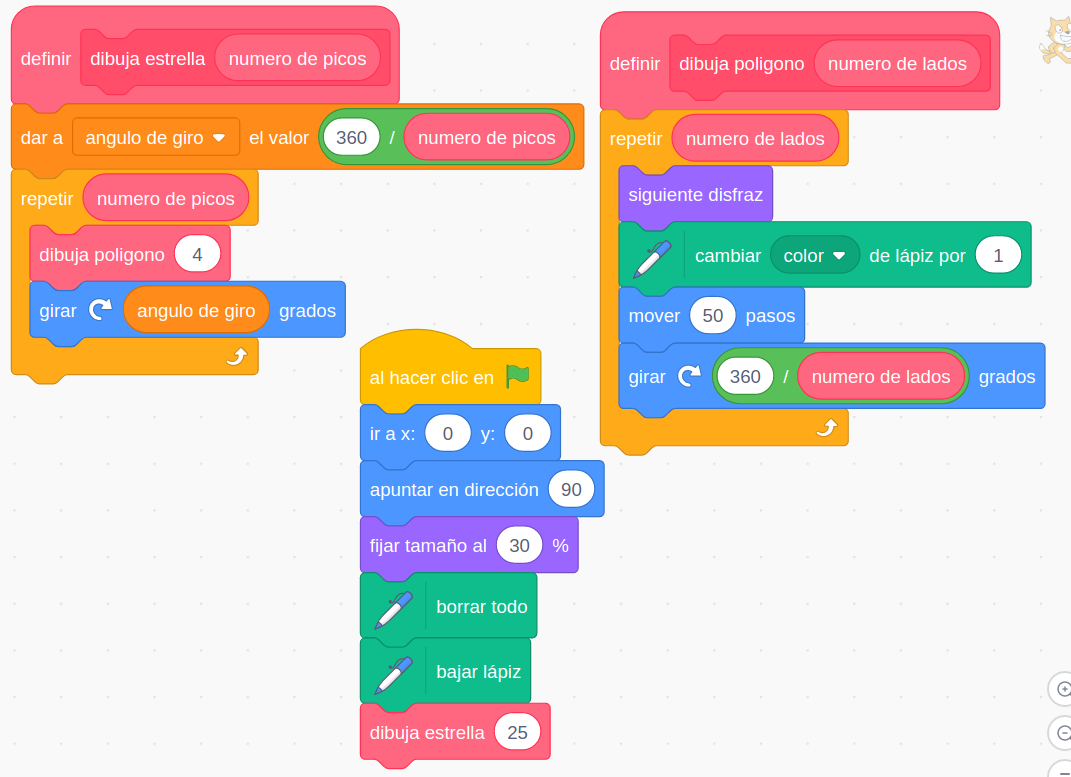 definir dibuja estrella numero de picos
dar a angulo de giro el valor 360 / numero de picos
repetir numero de picos
dibuja poligono 4
girar angulo de giro grados
definir dibuja poligono numero de lados
repetir numero de lados
siguiente disfraz
cambiar color de lápiz por 1
mover 50 pasos
girar 360 / numero de lados grados
al hacer clic en
ir a x: 0 y: 0
apuntar en dirección 90
fijar tamaño al 30 %
borrar todo
bajar lápiz
dibuja estrella 25